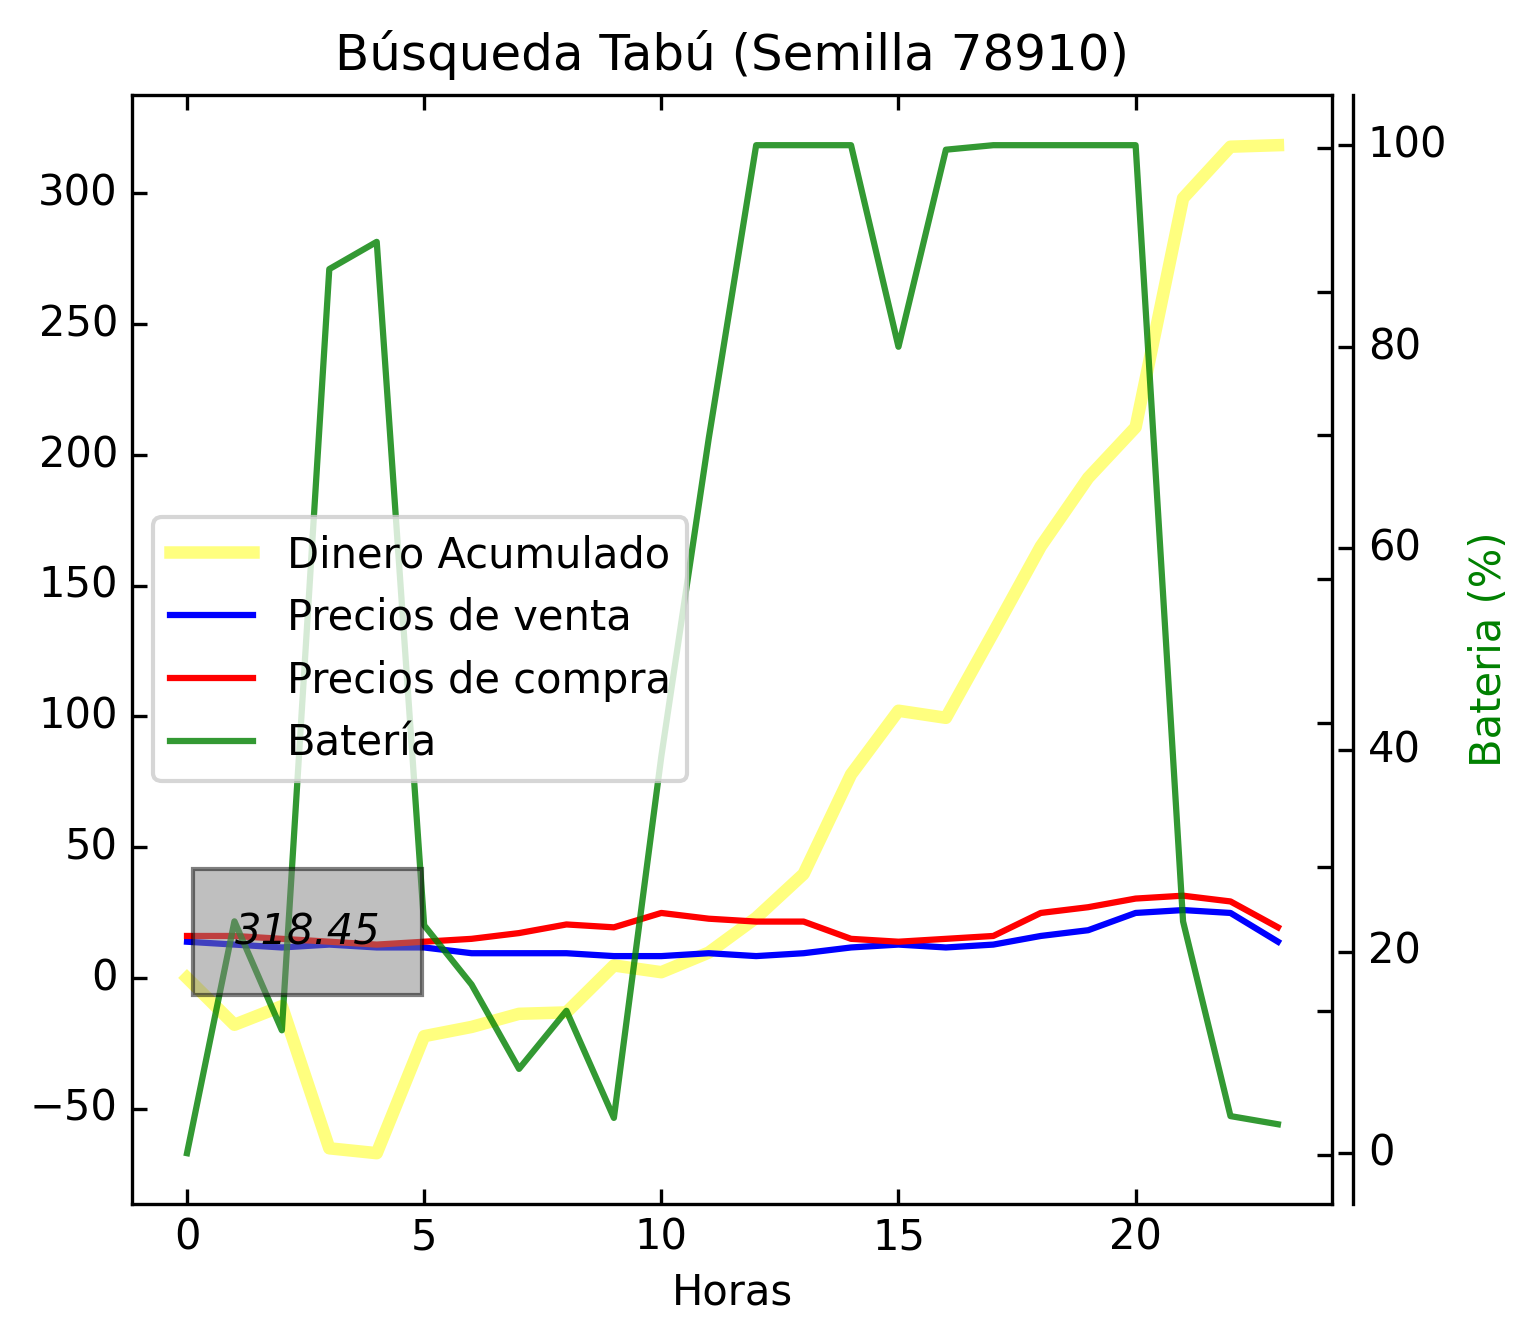 Búsqueda Tabú (Semilla 78910)
300
250
200
150
100
50
0
−50
Dinero Acumulado
Precios de venta
Precios de compra
Batería
318.45
100
80
60
40
20
0
Bateria (%)
0 5 10 15 20
Horas